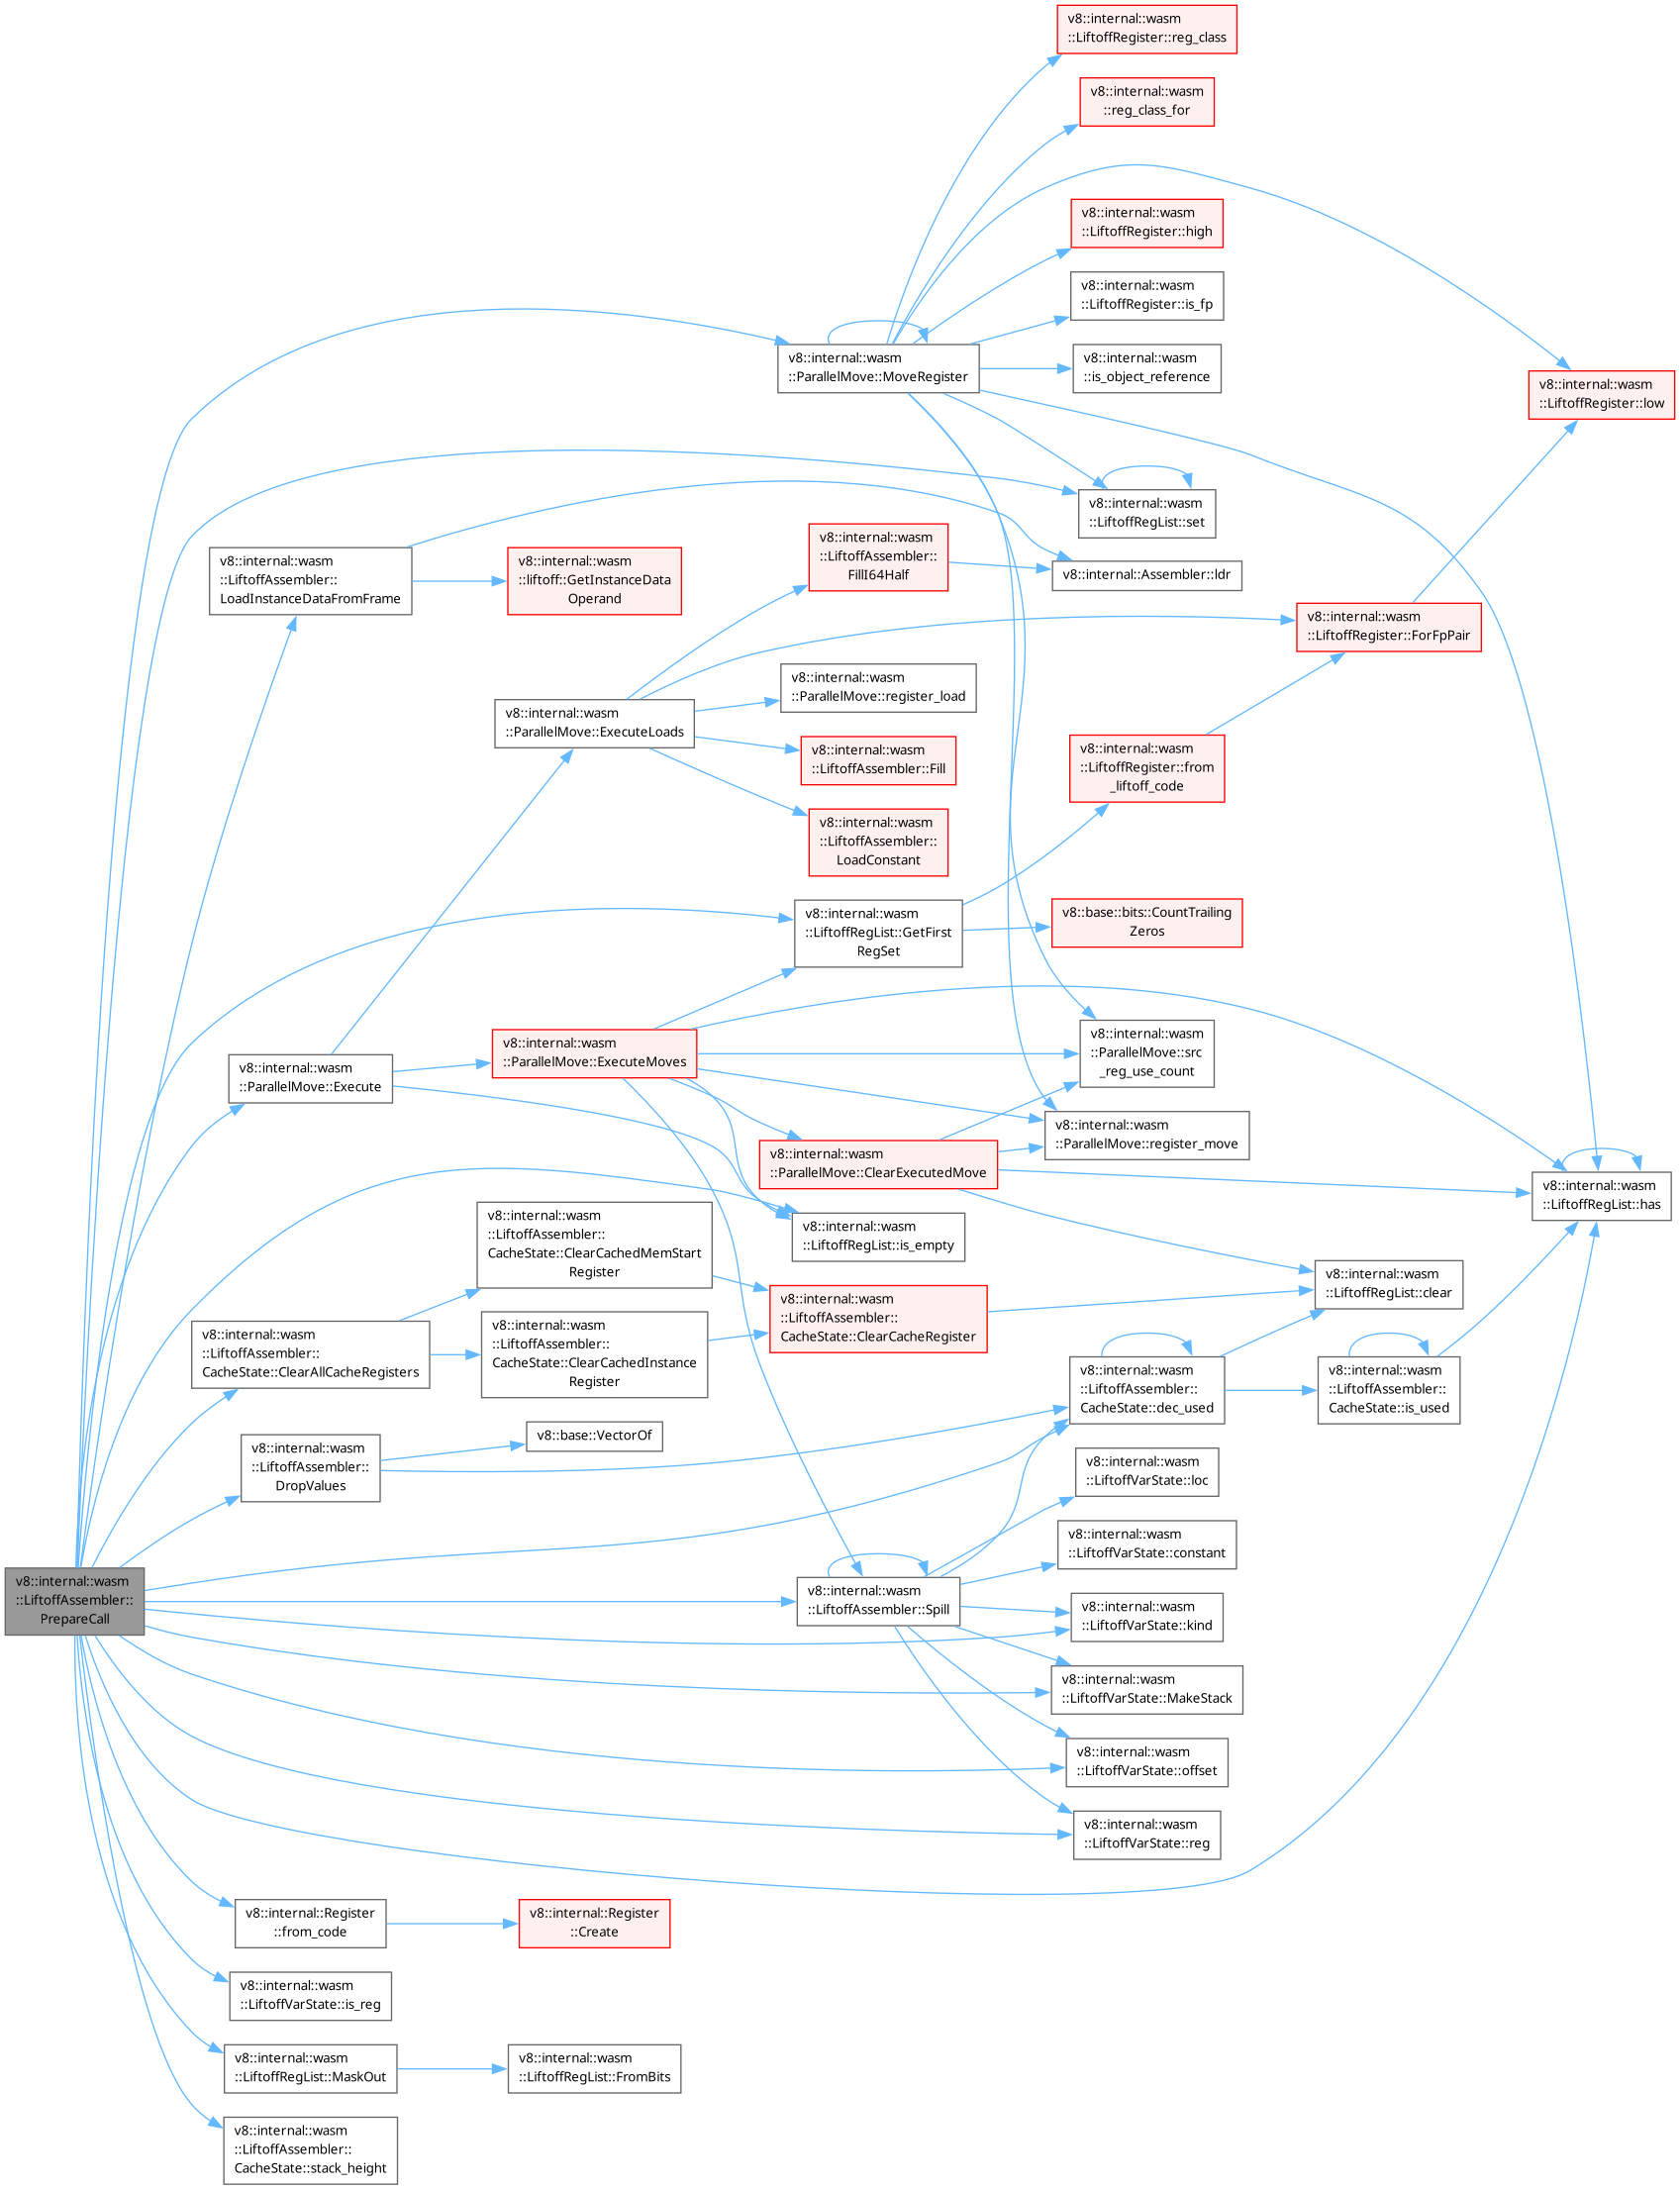 v8::internal::wasm
::LiftoffRegister::reg_class
v8::internal::wasm
::reg_class_for
v8::internal::wasm
::LiftoffRegister::high
v8::internal::wasm
::LiftoffRegister::is_fp
v8::internal::wasm
::ParallelMove::MoveRegister
v8::internal::wasm
::is_object_reference
v8::internal::wasm
::LiftoffRegister::low
v8::internal::wasm
::LiftoffRegList::set
v8::internal::wasm
::LiftoffAssembler::
LoadInstanceDataFromFrame
v8::internal::wasm
::liftoff::GetInstanceData
Operand
v8::internal::wasm
::LiftoffAssembler::
FillI64Half
v8::internal::Assembler::ldr
v8::internal::wasm
::LiftoffRegister::ForFpPair
v8::internal::wasm
::ParallelMove::register_load
v8::internal::wasm
::ParallelMove::ExecuteLoads
v8::internal::wasm
::LiftoffAssembler::Fill
v8::internal::wasm
::LiftoffRegister::from
_liftoff_code
v8::internal::wasm
::LiftoffAssembler::
LoadConstant
v8::internal::wasm
::LiftoffRegList::GetFirst
RegSet
v8::base::bits::CountTrailing
Zeros
v8::internal::wasm
::ParallelMove::Execute
v8::internal::wasm
::ParallelMove::ExecuteMoves
v8::internal::wasm
::ParallelMove::src
_reg_use_count
v8::internal::wasm
::ParallelMove::register_move
v8::internal::wasm
::ParallelMove::ClearExecutedMove
v8::internal::wasm
::LiftoffRegList::has
v8::internal::wasm
::LiftoffAssembler::
CacheState::ClearCachedMemStart
Register
v8::internal::wasm
::LiftoffRegList::is_empty
v8::internal::wasm
::LiftoffRegList::clear
v8::internal::wasm
::LiftoffAssembler::
CacheState::ClearAllCacheRegisters
v8::internal::wasm
::LiftoffAssembler::
CacheState::ClearCachedInstance
Register
v8::internal::wasm
::LiftoffAssembler::
CacheState::ClearCacheRegister
v8::internal::wasm
::LiftoffAssembler::
CacheState::dec_used
v8::internal::wasm
::LiftoffAssembler::
CacheState::is_used
v8::internal::wasm
::LiftoffAssembler::
DropValues
v8::base::VectorOf
v8::internal::wasm
::LiftoffVarState::loc
v8::internal::wasm
::LiftoffVarState::constant
v8::internal::wasm
::LiftoffAssembler::
PrepareCall
v8::internal::wasm
::LiftoffAssembler::Spill
v8::internal::wasm
::LiftoffVarState::kind
v8::internal::wasm
::LiftoffVarState::MakeStack
v8::internal::wasm
::LiftoffVarState::offset
v8::internal::wasm
::LiftoffVarState::reg
v8::internal::Register
::from_code
v8::internal::Register
::Create
v8::internal::wasm
::LiftoffVarState::is_reg
v8::internal::wasm
::LiftoffRegList::MaskOut
v8::internal::wasm
::LiftoffRegList::FromBits
v8::internal::wasm
::LiftoffAssembler::
CacheState::stack_height